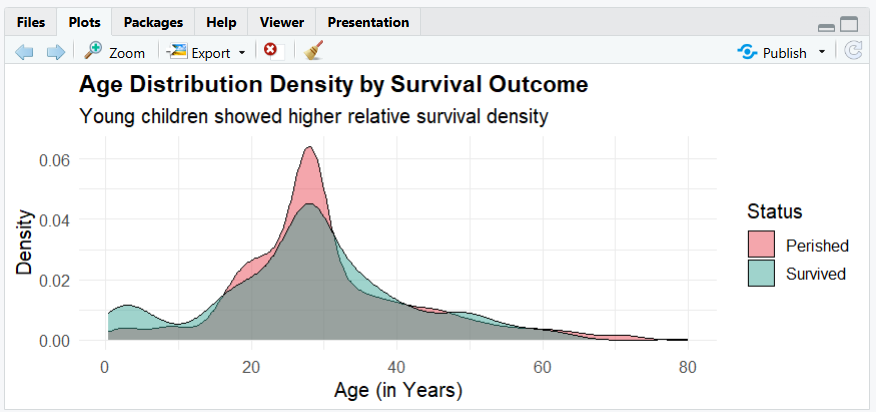 Files Plots Packages Help Viewer Presentation
Zoom Export Publish
Age Distribution Density by Survival Outcome
Young children showed higher relative survival density
0.06
0.04
0.02
0.00
Density
0 20 40 60 80
Age (in Years)
Status
Perished
Survived